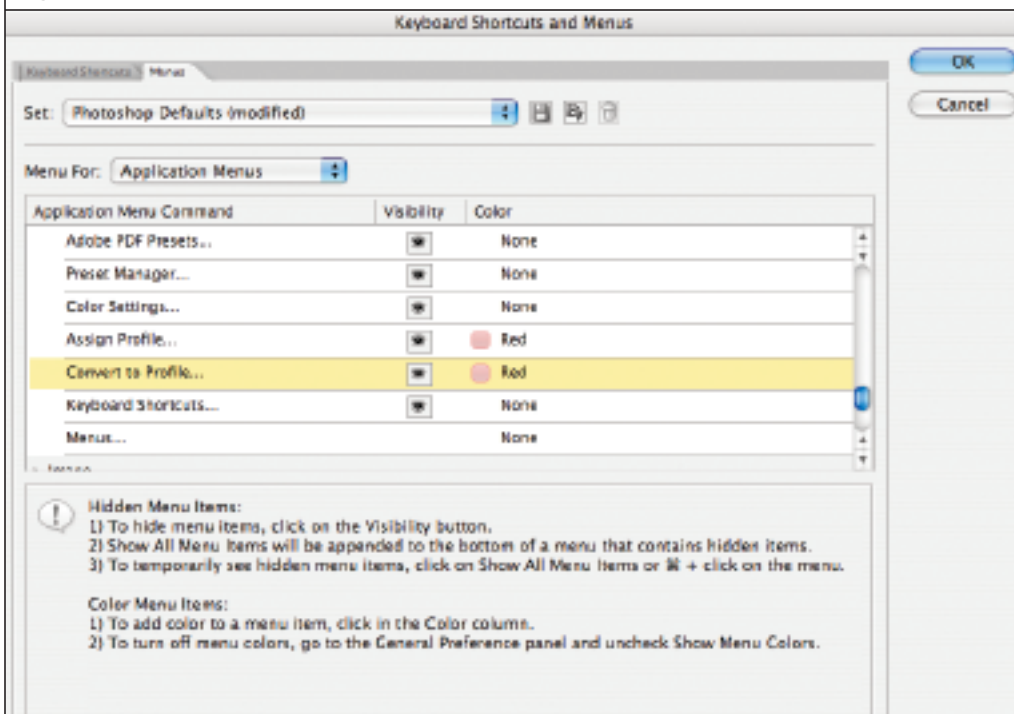 Keyboard Shortcuts and Menus
Keyboard Shortcuts Menus
OK
Set: Photoshop Defaults (modified)
Cancel
Menu For: Application Menus
Application Menu Command Visibility Color
Adobe PDF Presets... None
Preset Manager... None
Color Settings... None
Assign Profile... Red
Convert to Profile... Red
Keyboard Shortcuts... None
Menus... None
Image
Hidden Menu Items:
1) To hide menu items, click on the Visibility button.
2) Show All Menu Items will be appended to the bottom of a menu that contains hidden items.
3) To temporarily see hidden menu items, click on Show All Menu Items or ⌘ + click on the menu.
Color Menu Items:
1) To add color to a menu item, click in the Color column.
2) To turn off menu colors, go to the General Preference panel and uncheck Show Menu Colors.